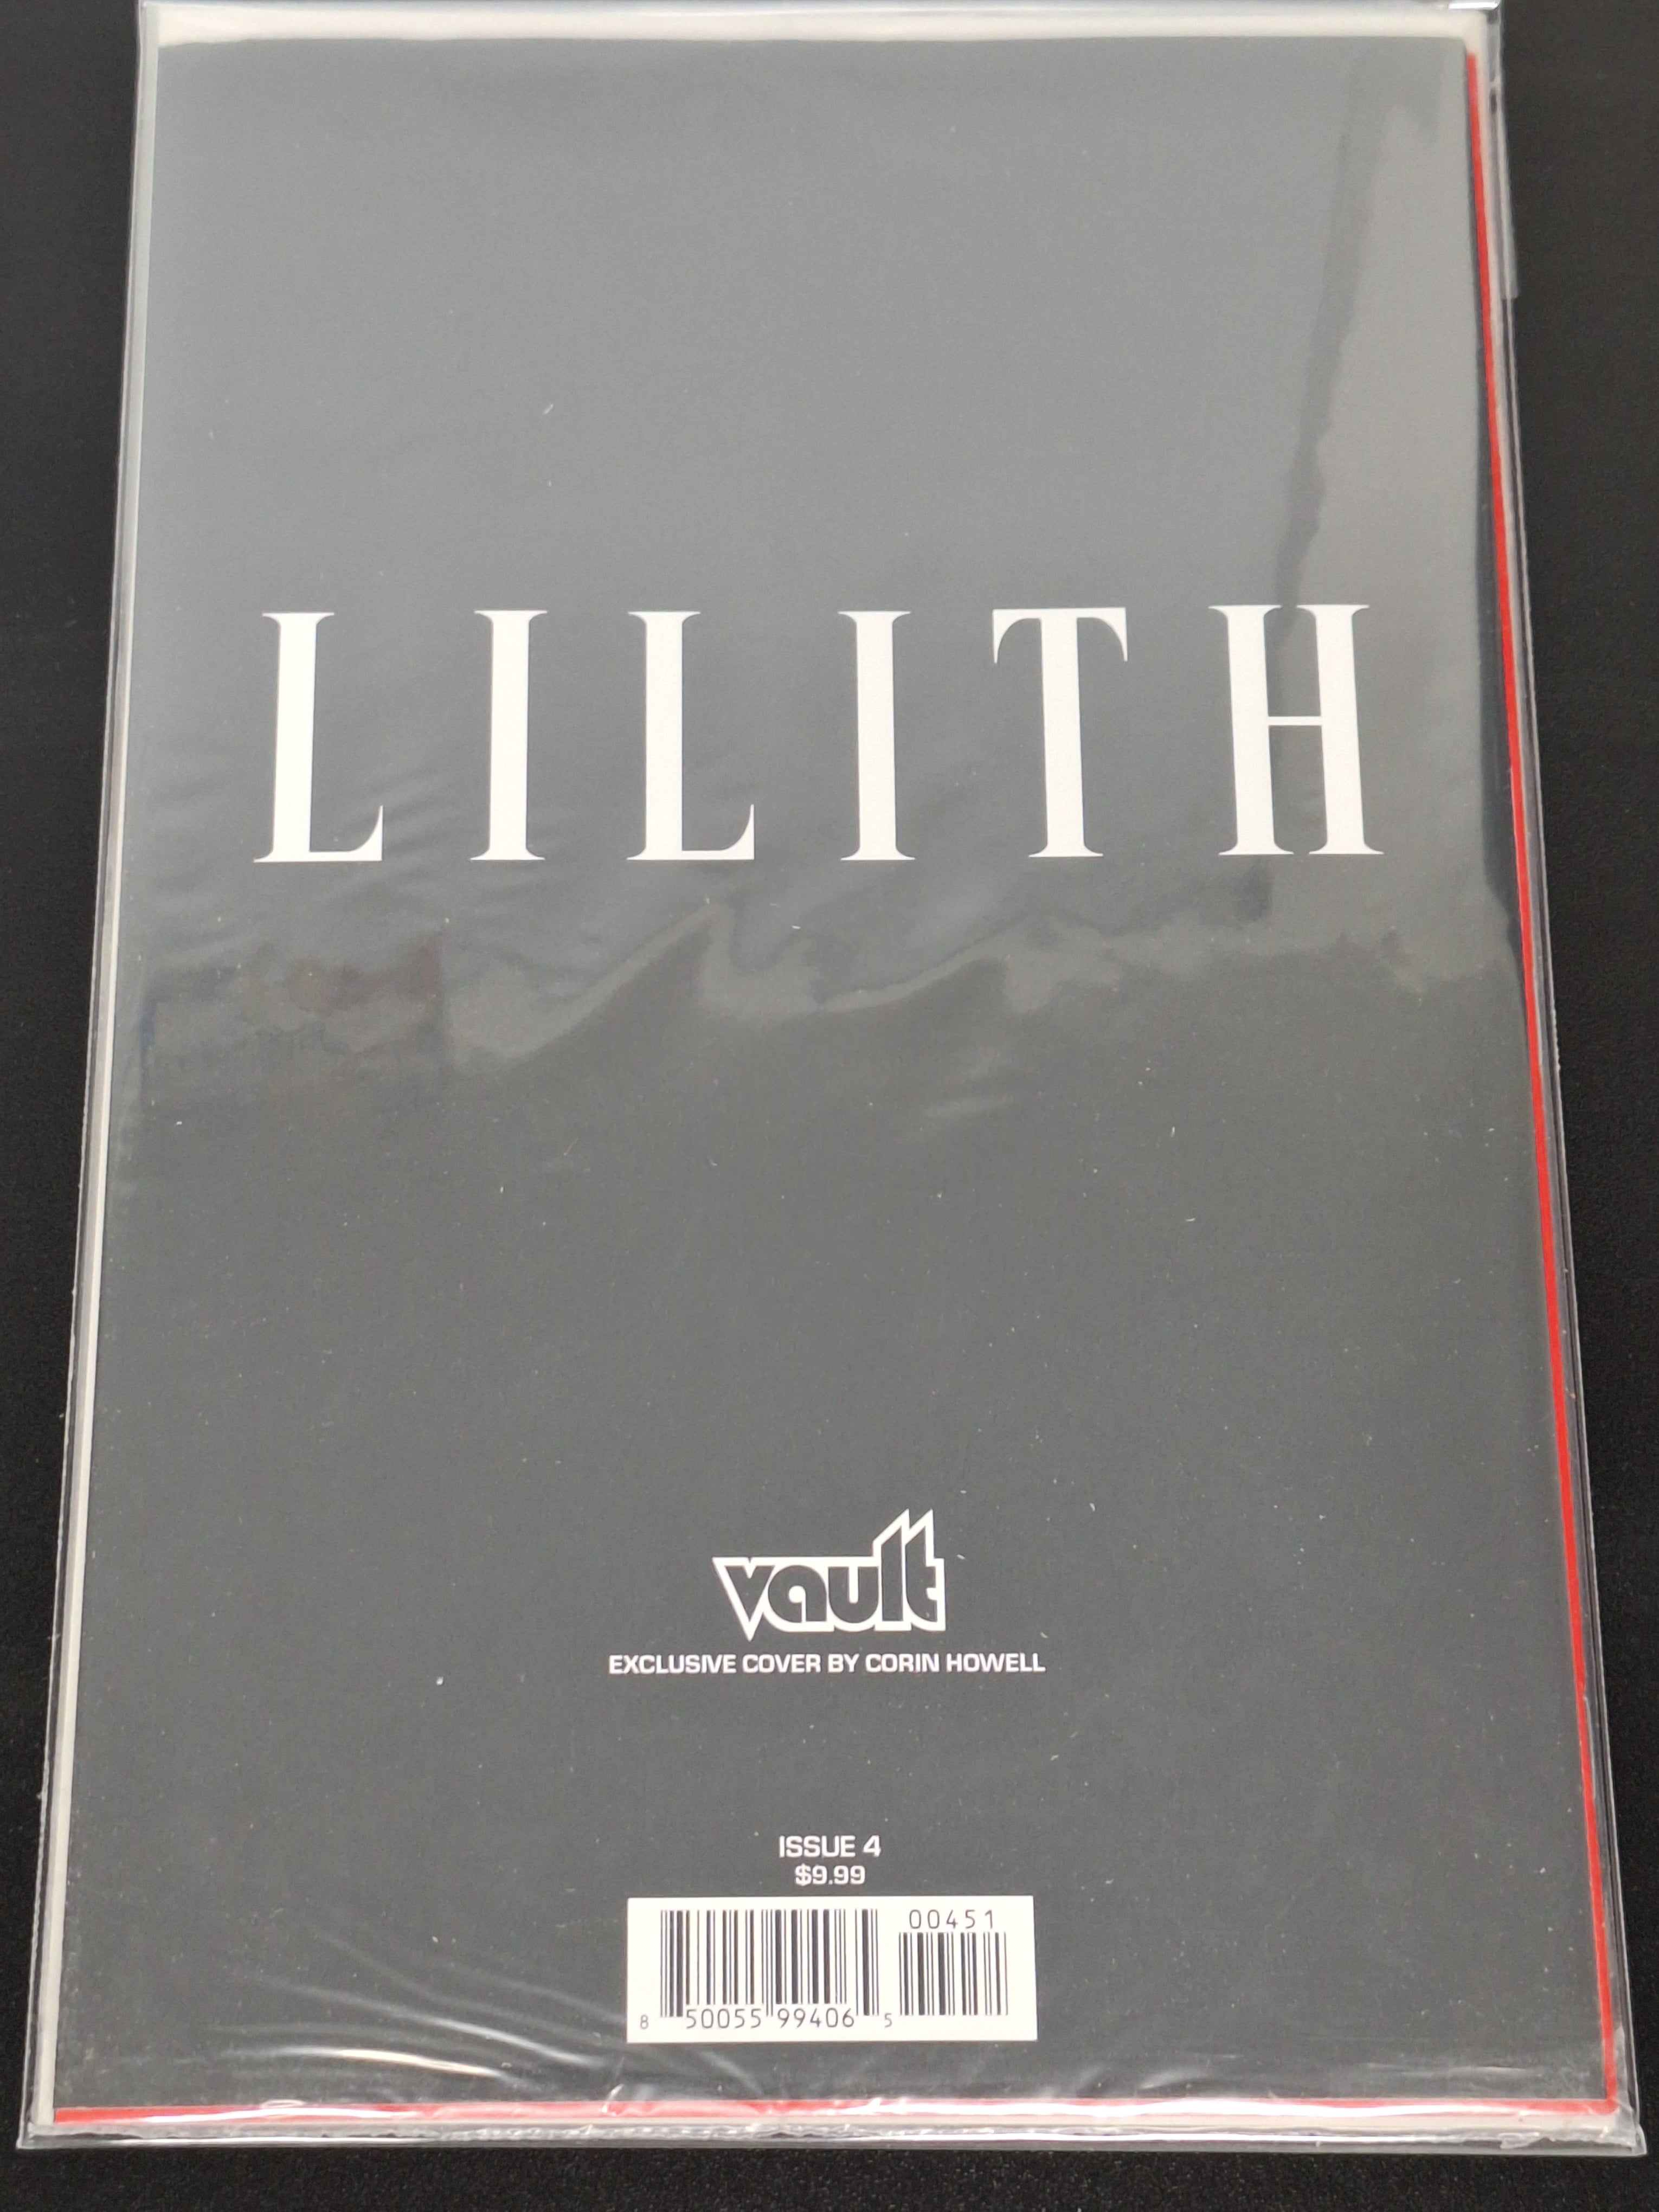 LILITH
vault
EXCLUSIVE COVER BY CORIN HOWELL
ISSUE 4
$9.99
00451
8 50055 99406 5